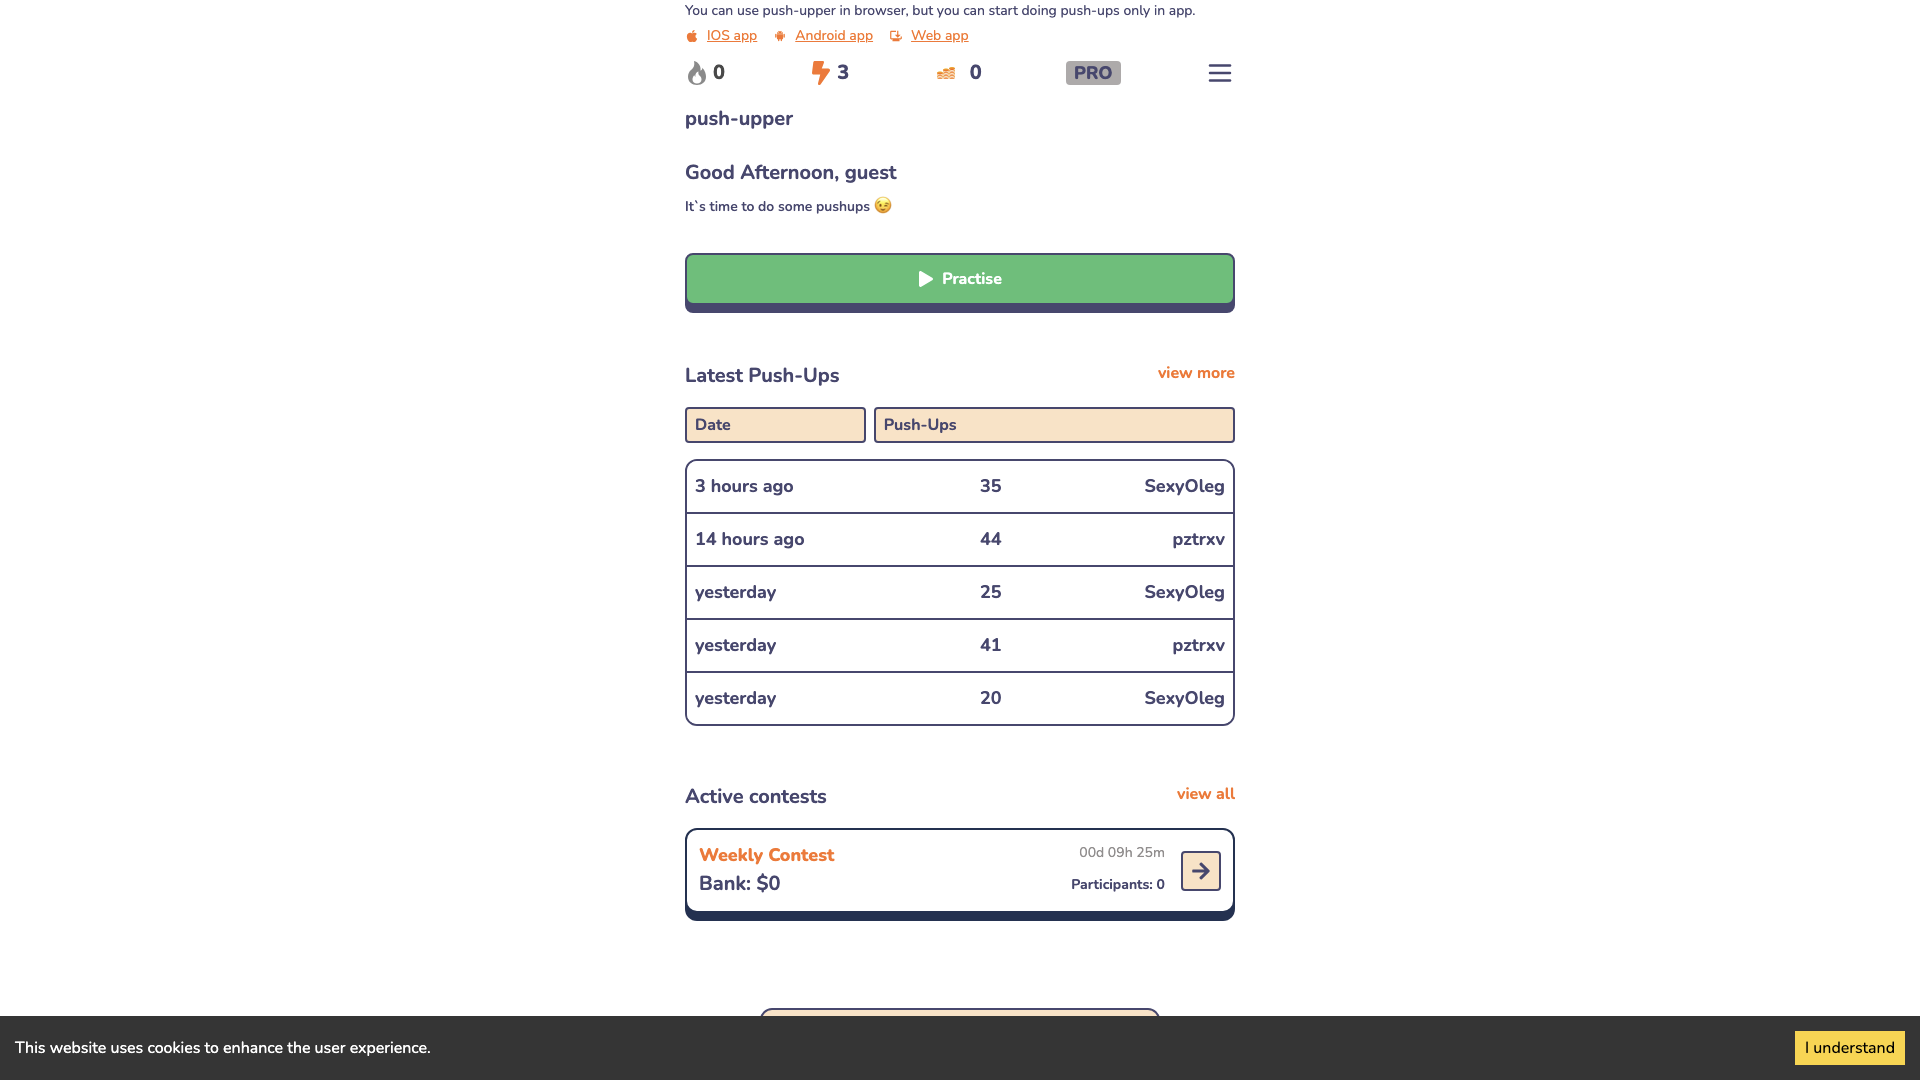 You can use push-upper in browser, but you can start doing push-ups only in app.
IOS app Android app Web app
0 3 0 PRO
push-upper
Good Afternoon, guest
It`s time to do some pushups 😉
Practise
Latest Push-Ups view more
Date Push-Ups
3 hours ago 35 SexyOleg
14 hours ago 44 pztrxv
yesterday 25 SexyOleg
yesterday 41 pztrxv
yesterday 20 SexyOleg
Active contests view all
Weekly Contest 00d 09h 25m
Bank: $0 Participants: 0
This website uses cookies to enhance the user experience. I understand